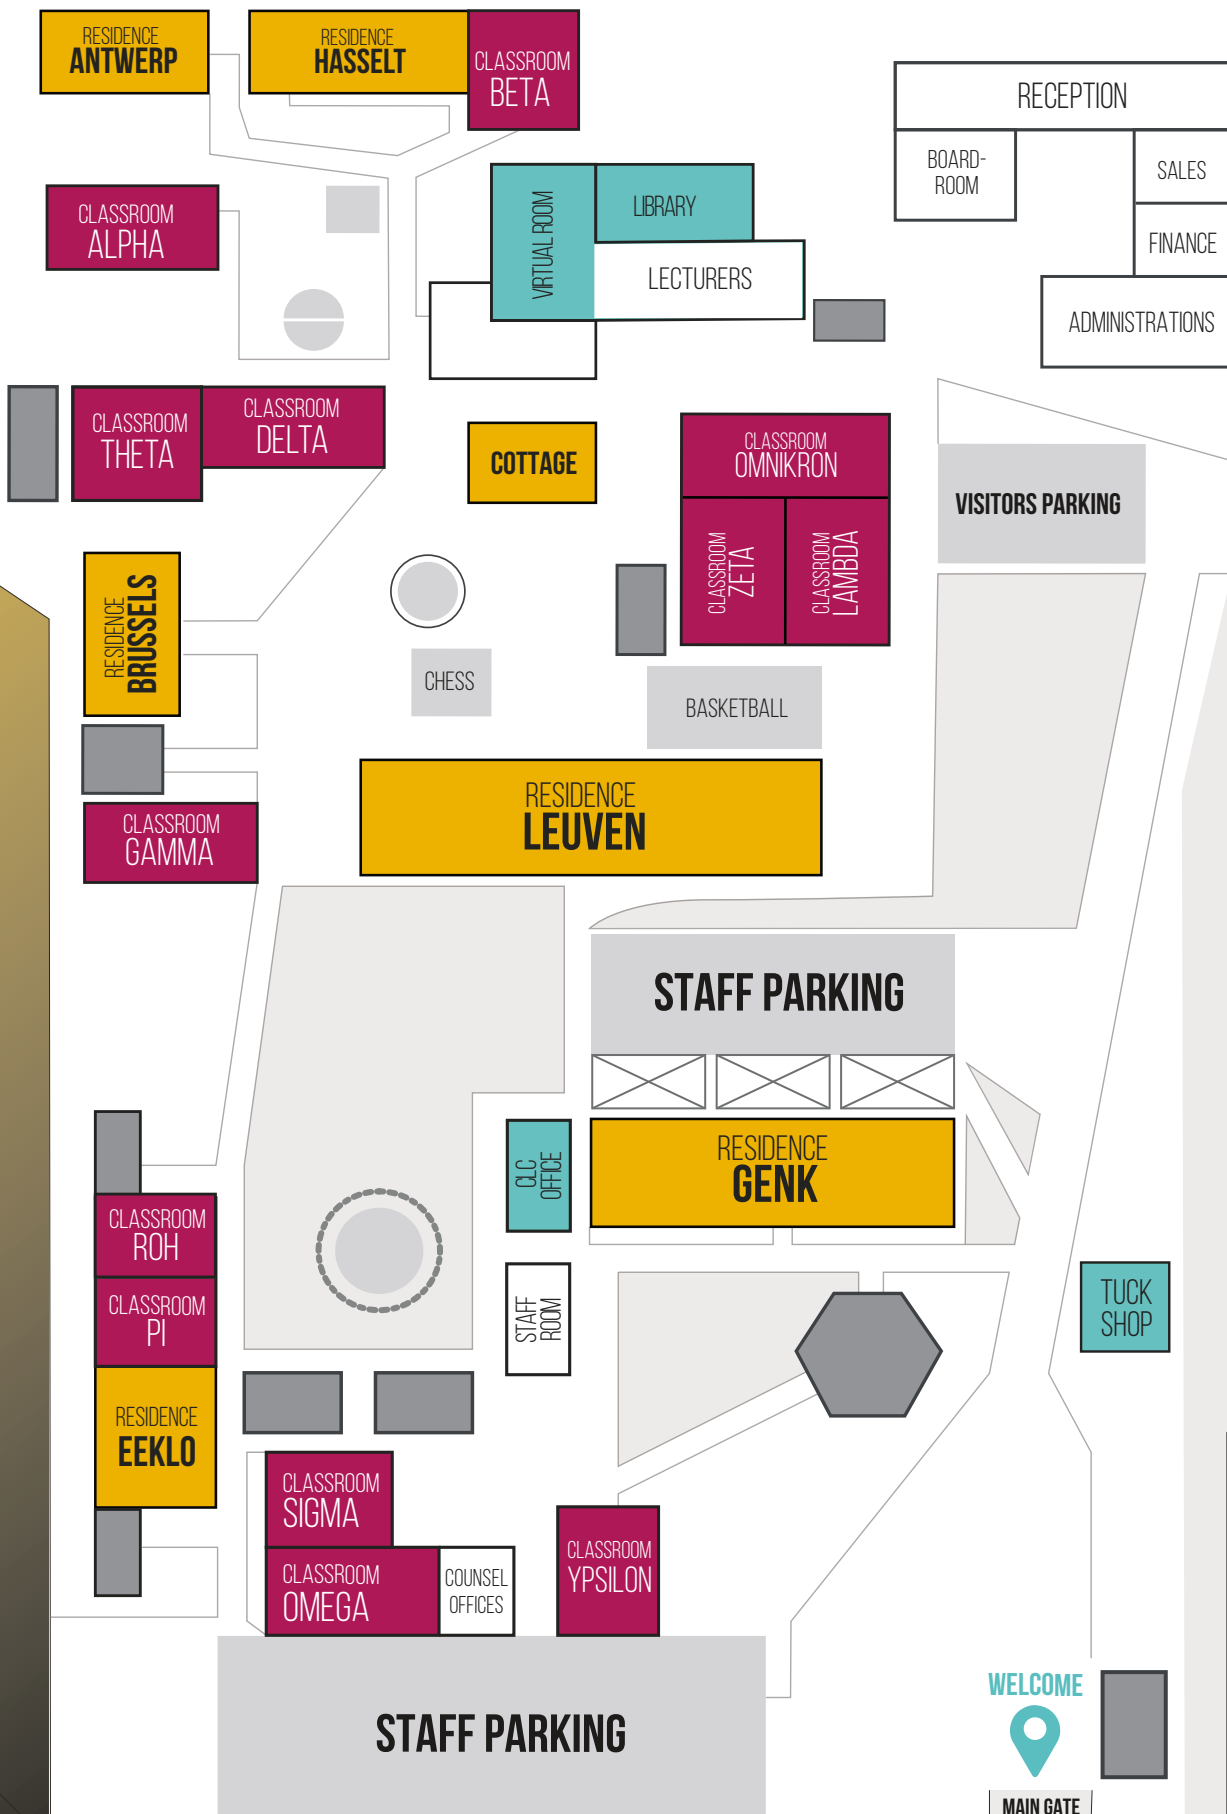 RESIDENCE
ANTWERP
RESIDENCE
HASSELT
CLASSROOM
BETA
RECEPTION
BOARD-
ROOM
SALES
FINANCE
ADMINISTRATIONS
CLASSROOM
ALPHA
VIRTUAL ROOM
LIBRARY
LECTURERS
CLASSROOM
THETA
CLASSROOM
DELTA
COTTAGE
CLASSROOM
OMNIKRON
CLASSROOM
ZETA
CLASSROOM
LAMBDA
VISITORS PARKING
RESIDENCE
BRUSSELS
CHESS
BASKETBALL
RESIDENCE
LEUVEN
CLASSROOM
GAMMA
STAFF PARKING
CLC
OFFICE
RESIDENCE
GENK
CLASSROOM
ROH
CLASSROOM
PI
STAFF
ROOM
TUCK
SHOP
RESIDENCE
EEKLO
CLASSROOM
SIGMA
CLASSROOM
OMEGA
COUNSEL
OFFICES
CLASSROOM
YPSILON
STAFF PARKING
WELCOME
MAIN GATE